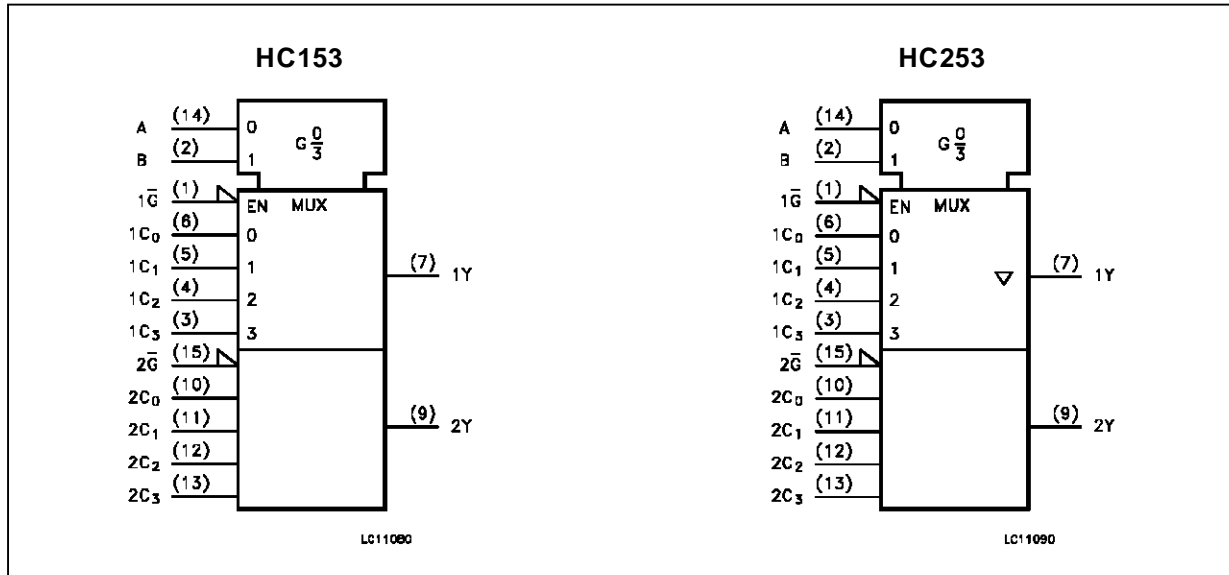 HC153
A (14) 0 G 0/3
B (2) 1
1G̅ (1) EN MUX
1C₀ (6) 0
1C₁ (5) 1 (7) 1Y
1C₂ (4) 2
1C₃ (3) 3
2G̅ (15)
2C₀ (10)
2C₁ (11) (9) 2Y
2C₂ (12)
2C₃ (13)
LC11080
HC253
A (14) 0 G 0/3
B (2) 1
1G̅ (1) EN MUX
1C₀ (6) 0
1C₁ (5) 1 (7) 1Y
1C₂ (4) 2
1C₃ (3) 3
2G̅ (15)
2C₀ (10)
2C₁ (11) (9) 2Y
2C₂ (12)
2C₃ (13)
LC11090